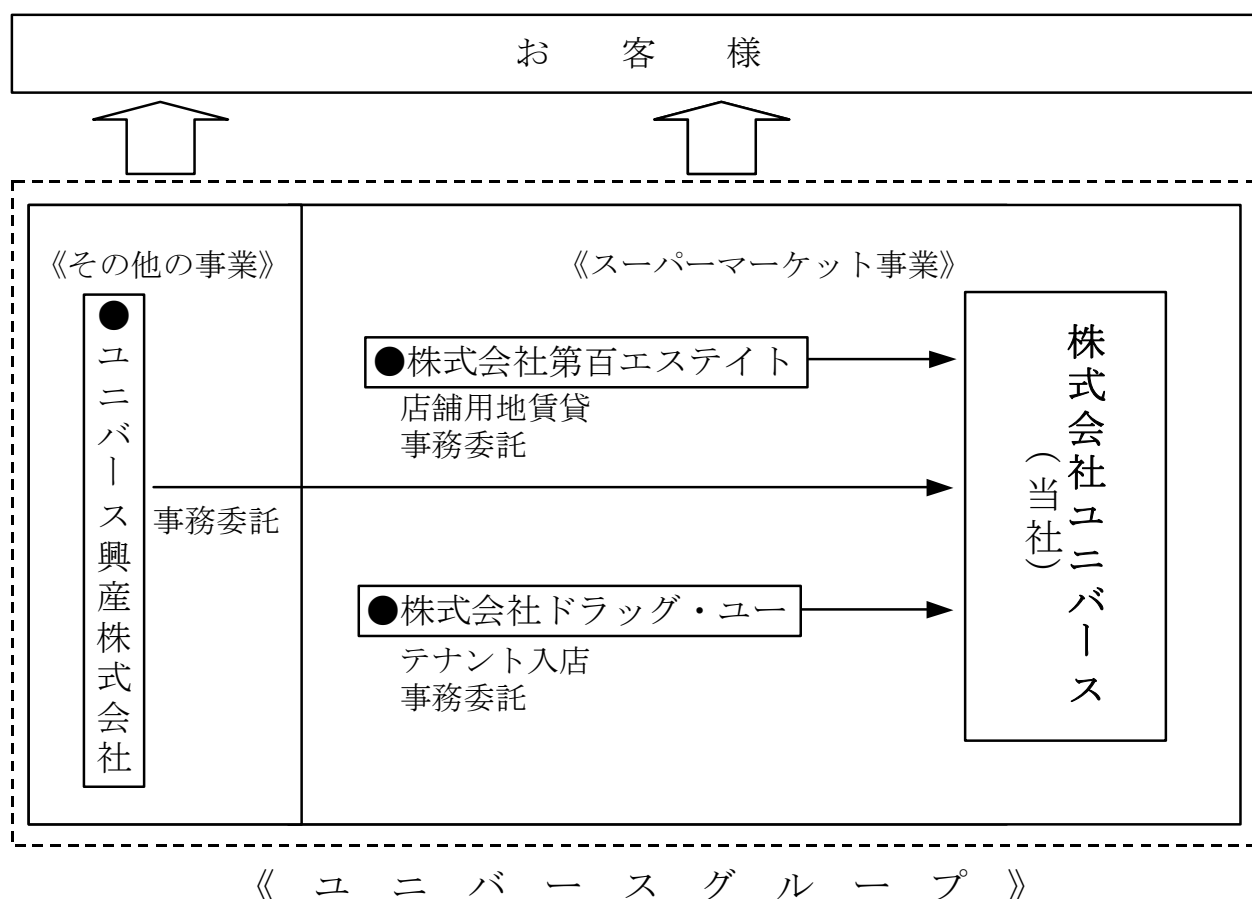 お客様
《その他の事業》
《スーパーマーケット事業》
●ユニバース興産株式会社
●株式会社第百エステイト
店舗用地賃貸
事務委託
事務委託
●株式会社ドラッグ・ユー
テナント入店
事務委託
株式会社ユニバース
（当社）
《ユニバースグループ》